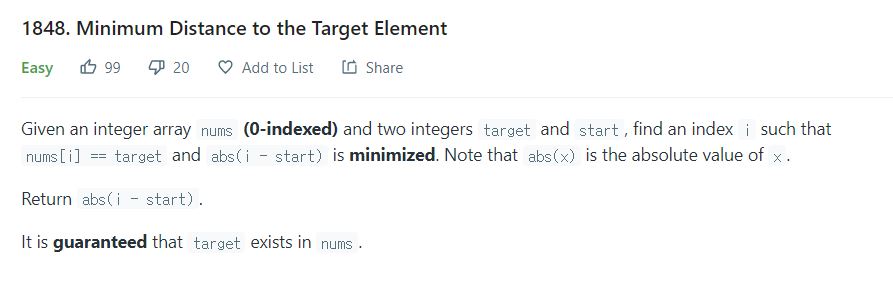 1848. Minimum Distance to the Target Element
Easy 99 20 Add to List Share
Given an integer array nums (0-indexed) and two integers target and start, find an index i such that
nums[i] == target and abs(i - start) is minimized. Note that abs(x) is the absolute value of x.
Return abs(i - start).
It is guaranteed that target exists in nums.